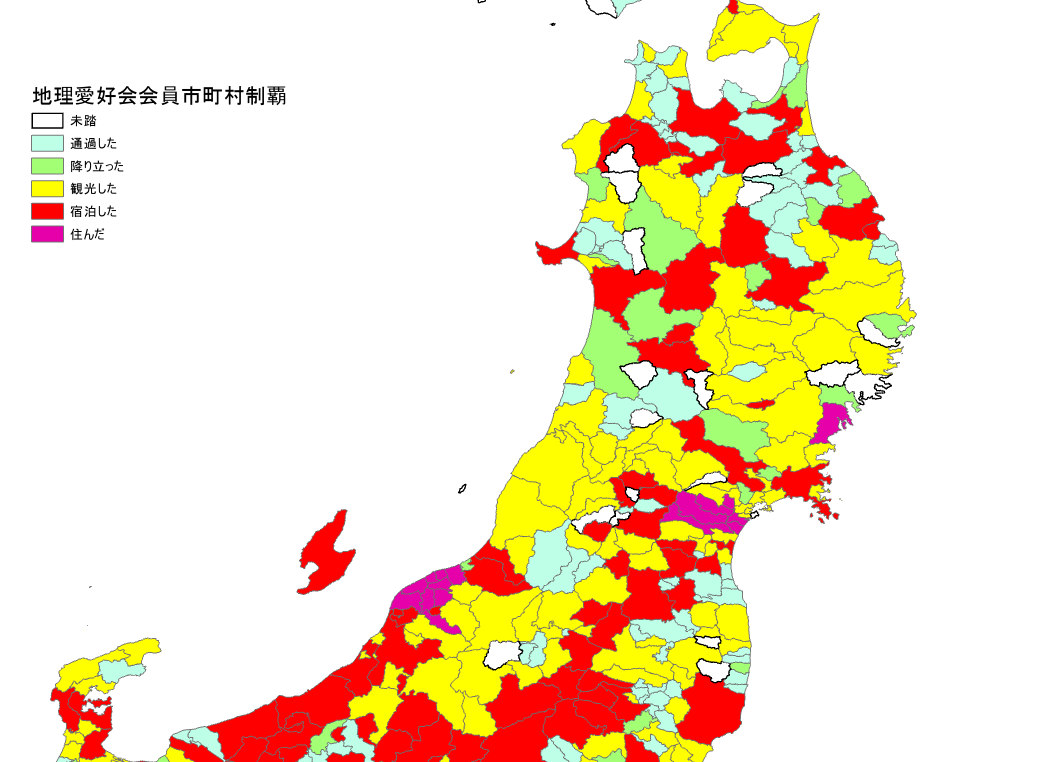 地理愛好会会員市町村制覇
未踏
通過した
降り立った
観光した
宿泊した
住んだ